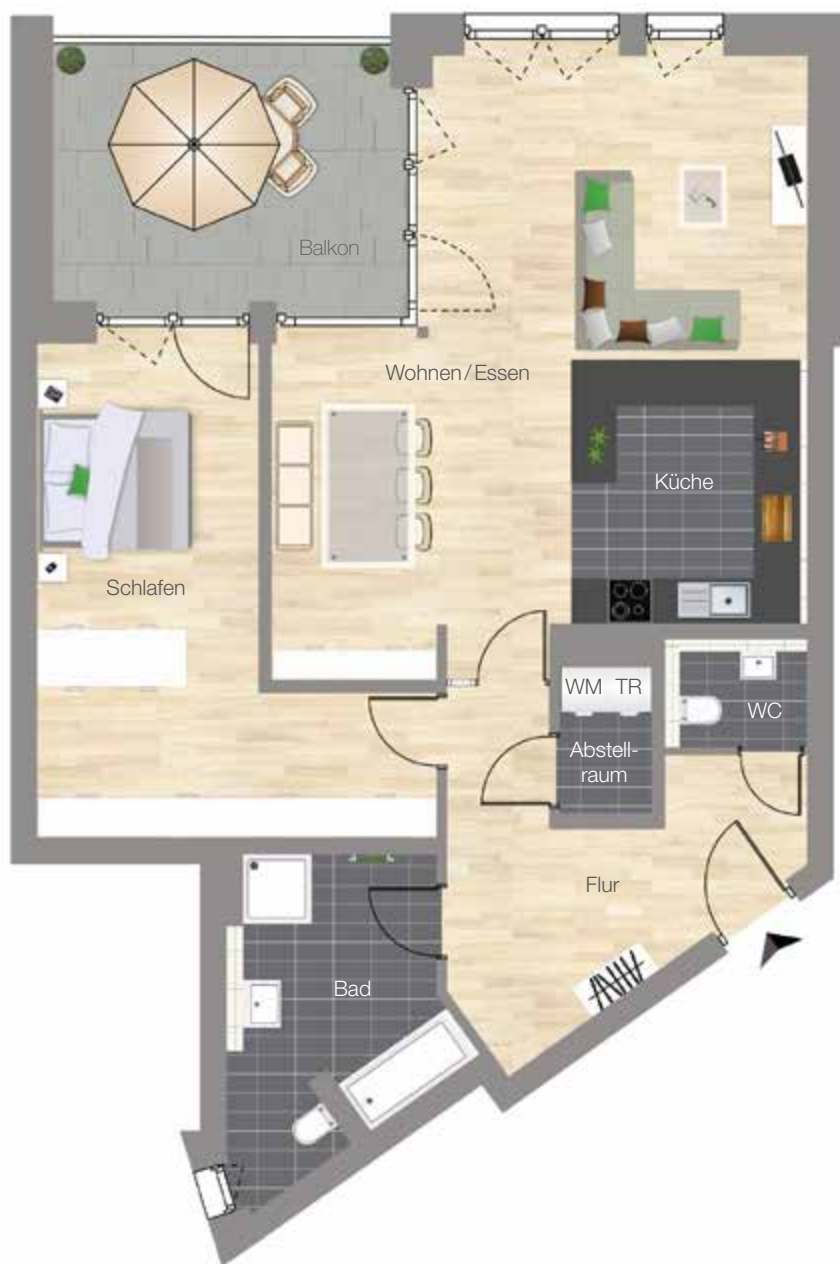 Balkon
Wohnen/Essen
Küche
Schlafen
WM TR
WC
Abstell-
raum
Flur
Bad